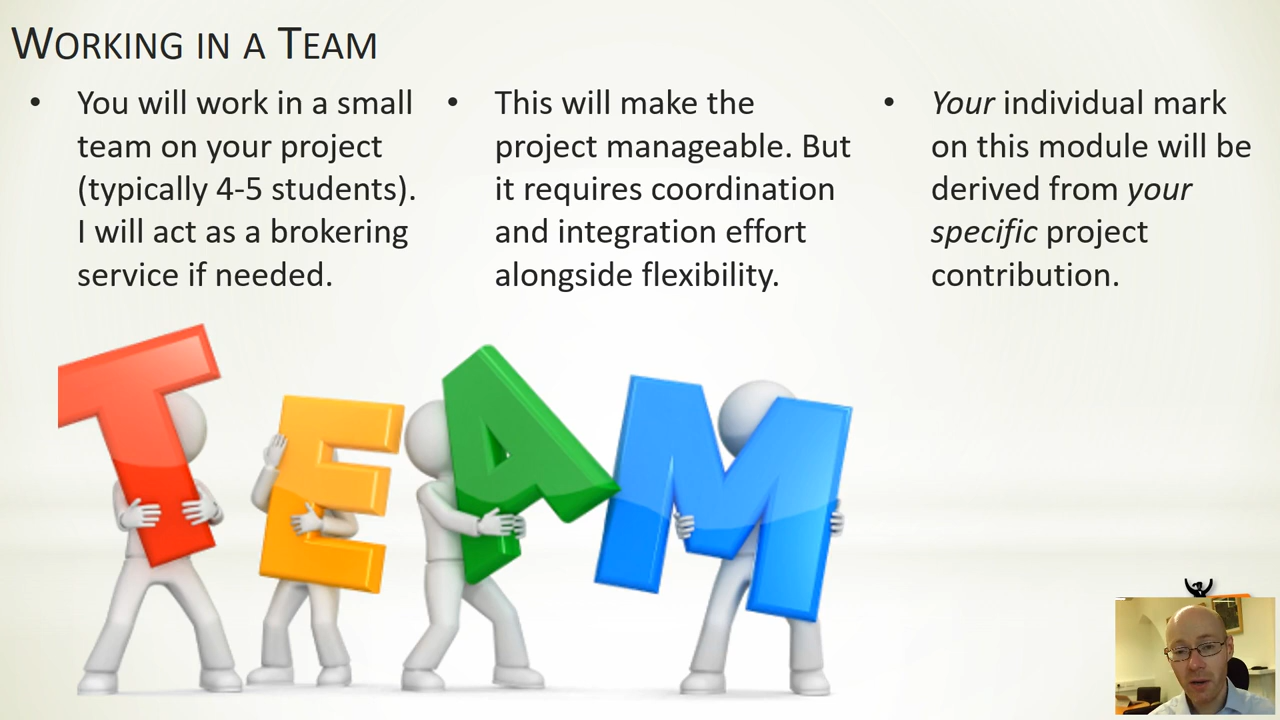 WORKING IN A TEAM
• You will work in a small
team on your project
(typically 4-5 students).
I will act as a brokering
service if needed.
• This will make the
project manageable. But
it requires coordination
and integration effort
alongside flexibility.
• Your individual mark
on this module will be
derived from your
specific project
contribution.
TEAM